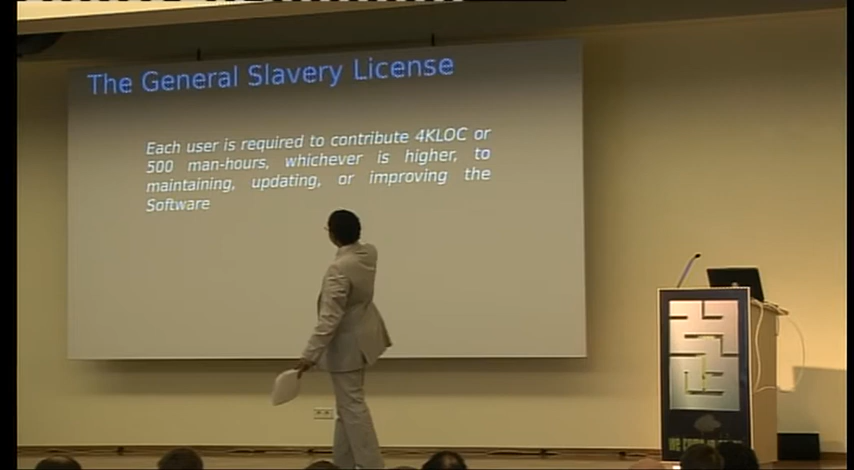 The General Slavery License
Each user is required to contribute 4KLOC or
500 man-hours, whichever is higher, to
maintaining, updating, or improving the
Software